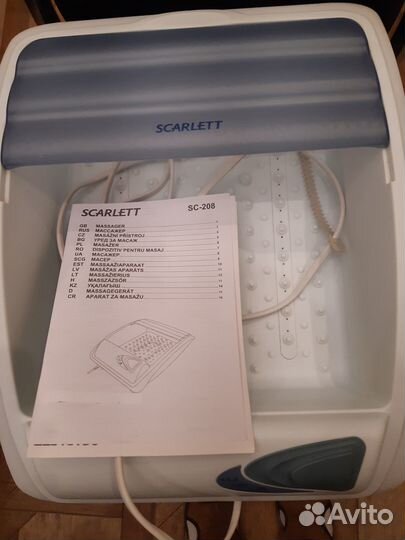 SCARLETT
SCARLETT SC-208
GB MASSAGER
RUS МАССАЖЕР
CZ MASÁŽNÍ PŘÍSTROJ
BG УРЕД ЗА МАСАЖ
PL MASAŻER
RO DISPOZITIV PENTRU MASAJ
UA МАСАЖЕР
SCG МАСЕР
EST MASSAAŽIAPARAAT
LV MASĀŽAS APARĀTS
LT MASAŽIERIUS
H MASSZÁZSÓR
KZ УҚАЛАҒЫШ
D MASSAGEGERÄT
CR APARAT ZA MASAŽU
Avito